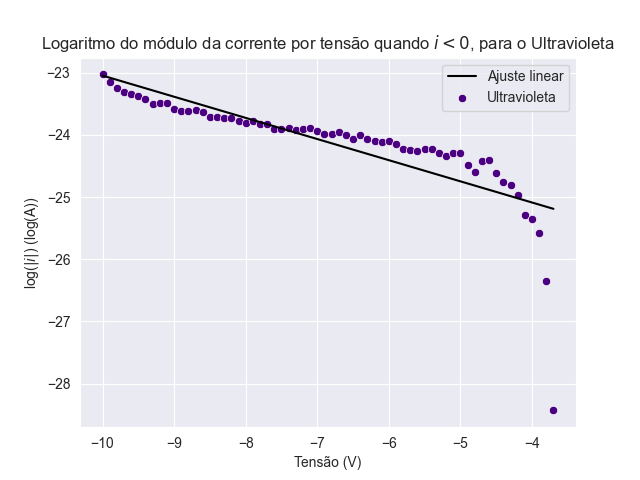 Logaritmo do módulo da corrente por tensão quando i < 0, para o Ultravioleta
Ajuste linear
Ultravioleta
−23
−24
−25
−26
−27
−28
log(|i|) (log(A))
−10
−9
−8
−7
−6
−5
−4
Tensão (V)